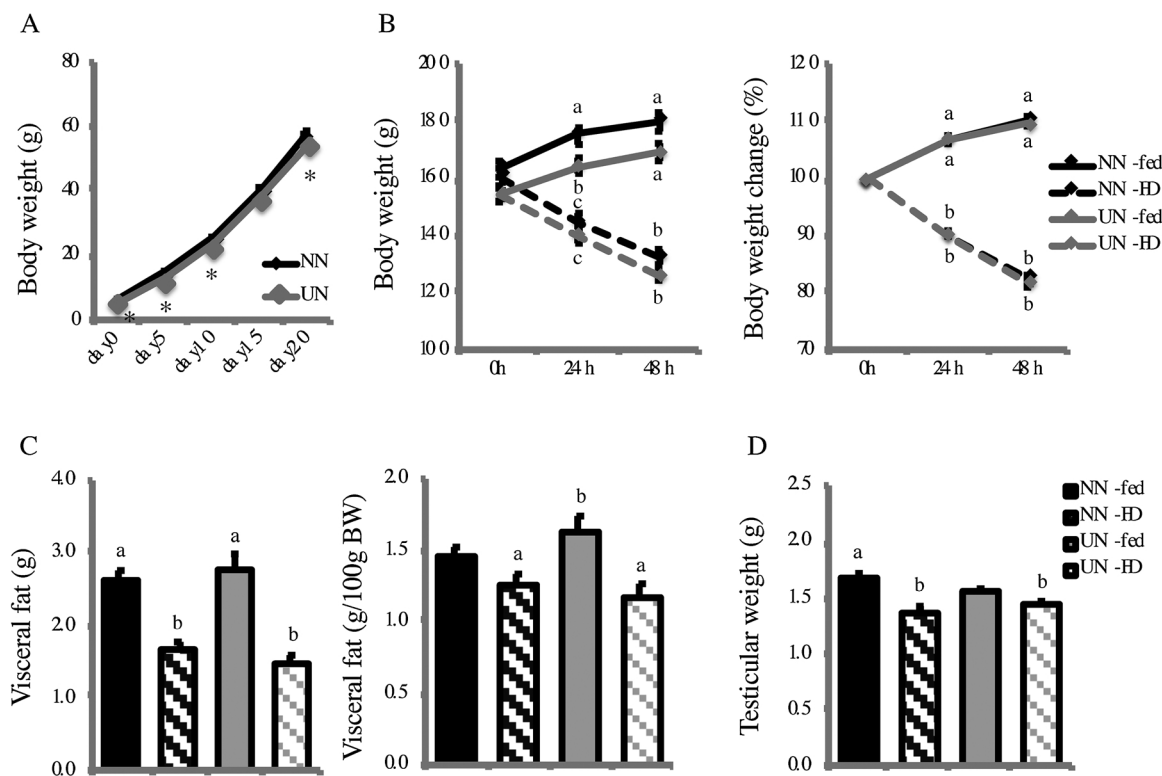 A
Body weight (g)
80
60
40
20
0
day0
day5
day10
day15
day20
*
*
*
*
NN
UN
B
Body weight (g)
200
180
160
140
120
100
0h
24h
48h
a
b
c
c
a
a
b
b
Body weight change (%)
120
110
100
90
80
70
0h
24h
48h
a
a
b
b
a
a
b
b
NN -fed
NN -FD
UN -fed
UN -FD
C
Visceral fat (g)
4.0
3.0
2.0
1.0
0.0
a
b
a
b
Visceral fat (g/100g BW)
2.0
1.5
1.0
0.5
0.0
a
b
a
D
Testicular weight (g)
2.5
2.0
1.5
1.0
0.5
0.0
a
b
b
NN -fed
NN -FD
UN -fed
UN -FD